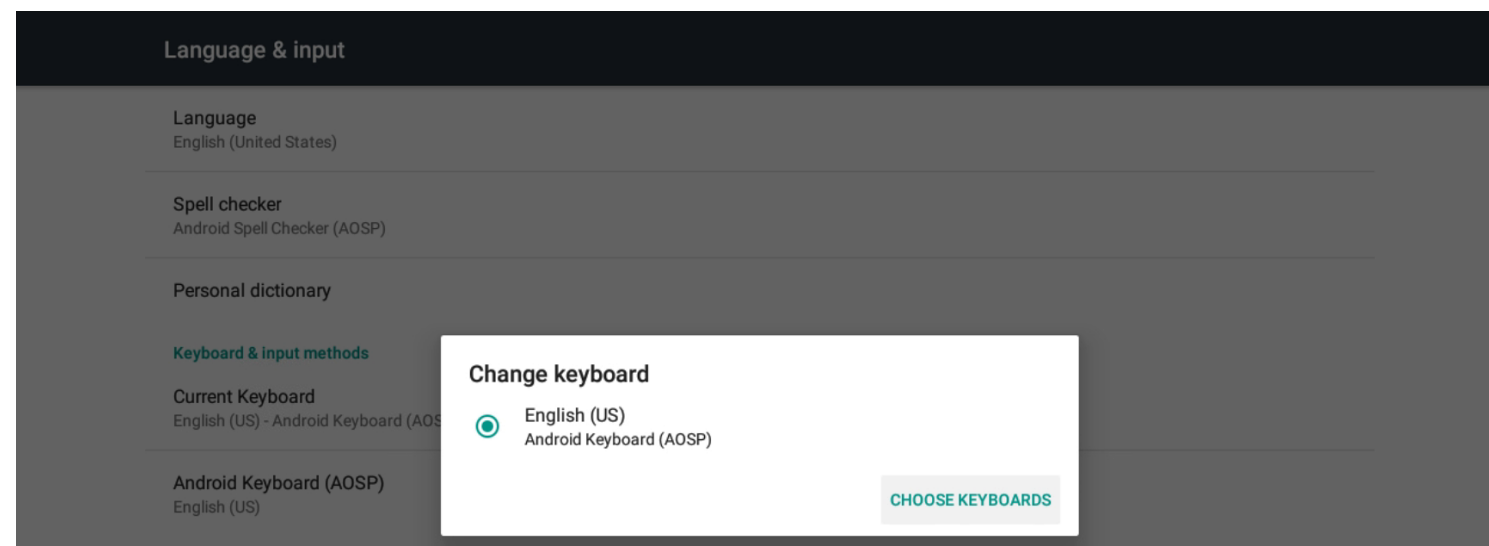 Language & input
Language
English (United States)
Spell checker
Android Spell Checker (AOSP)
Personal dictionary
Keyboard & input methods
Current Keyboard
English (US) - Android Keyboard (AOS
Android Keyboard (AOSP)
English (US)
Change keyboard
English (US)
Android Keyboard (AOSP)
CHOOSE KEYBOARDS